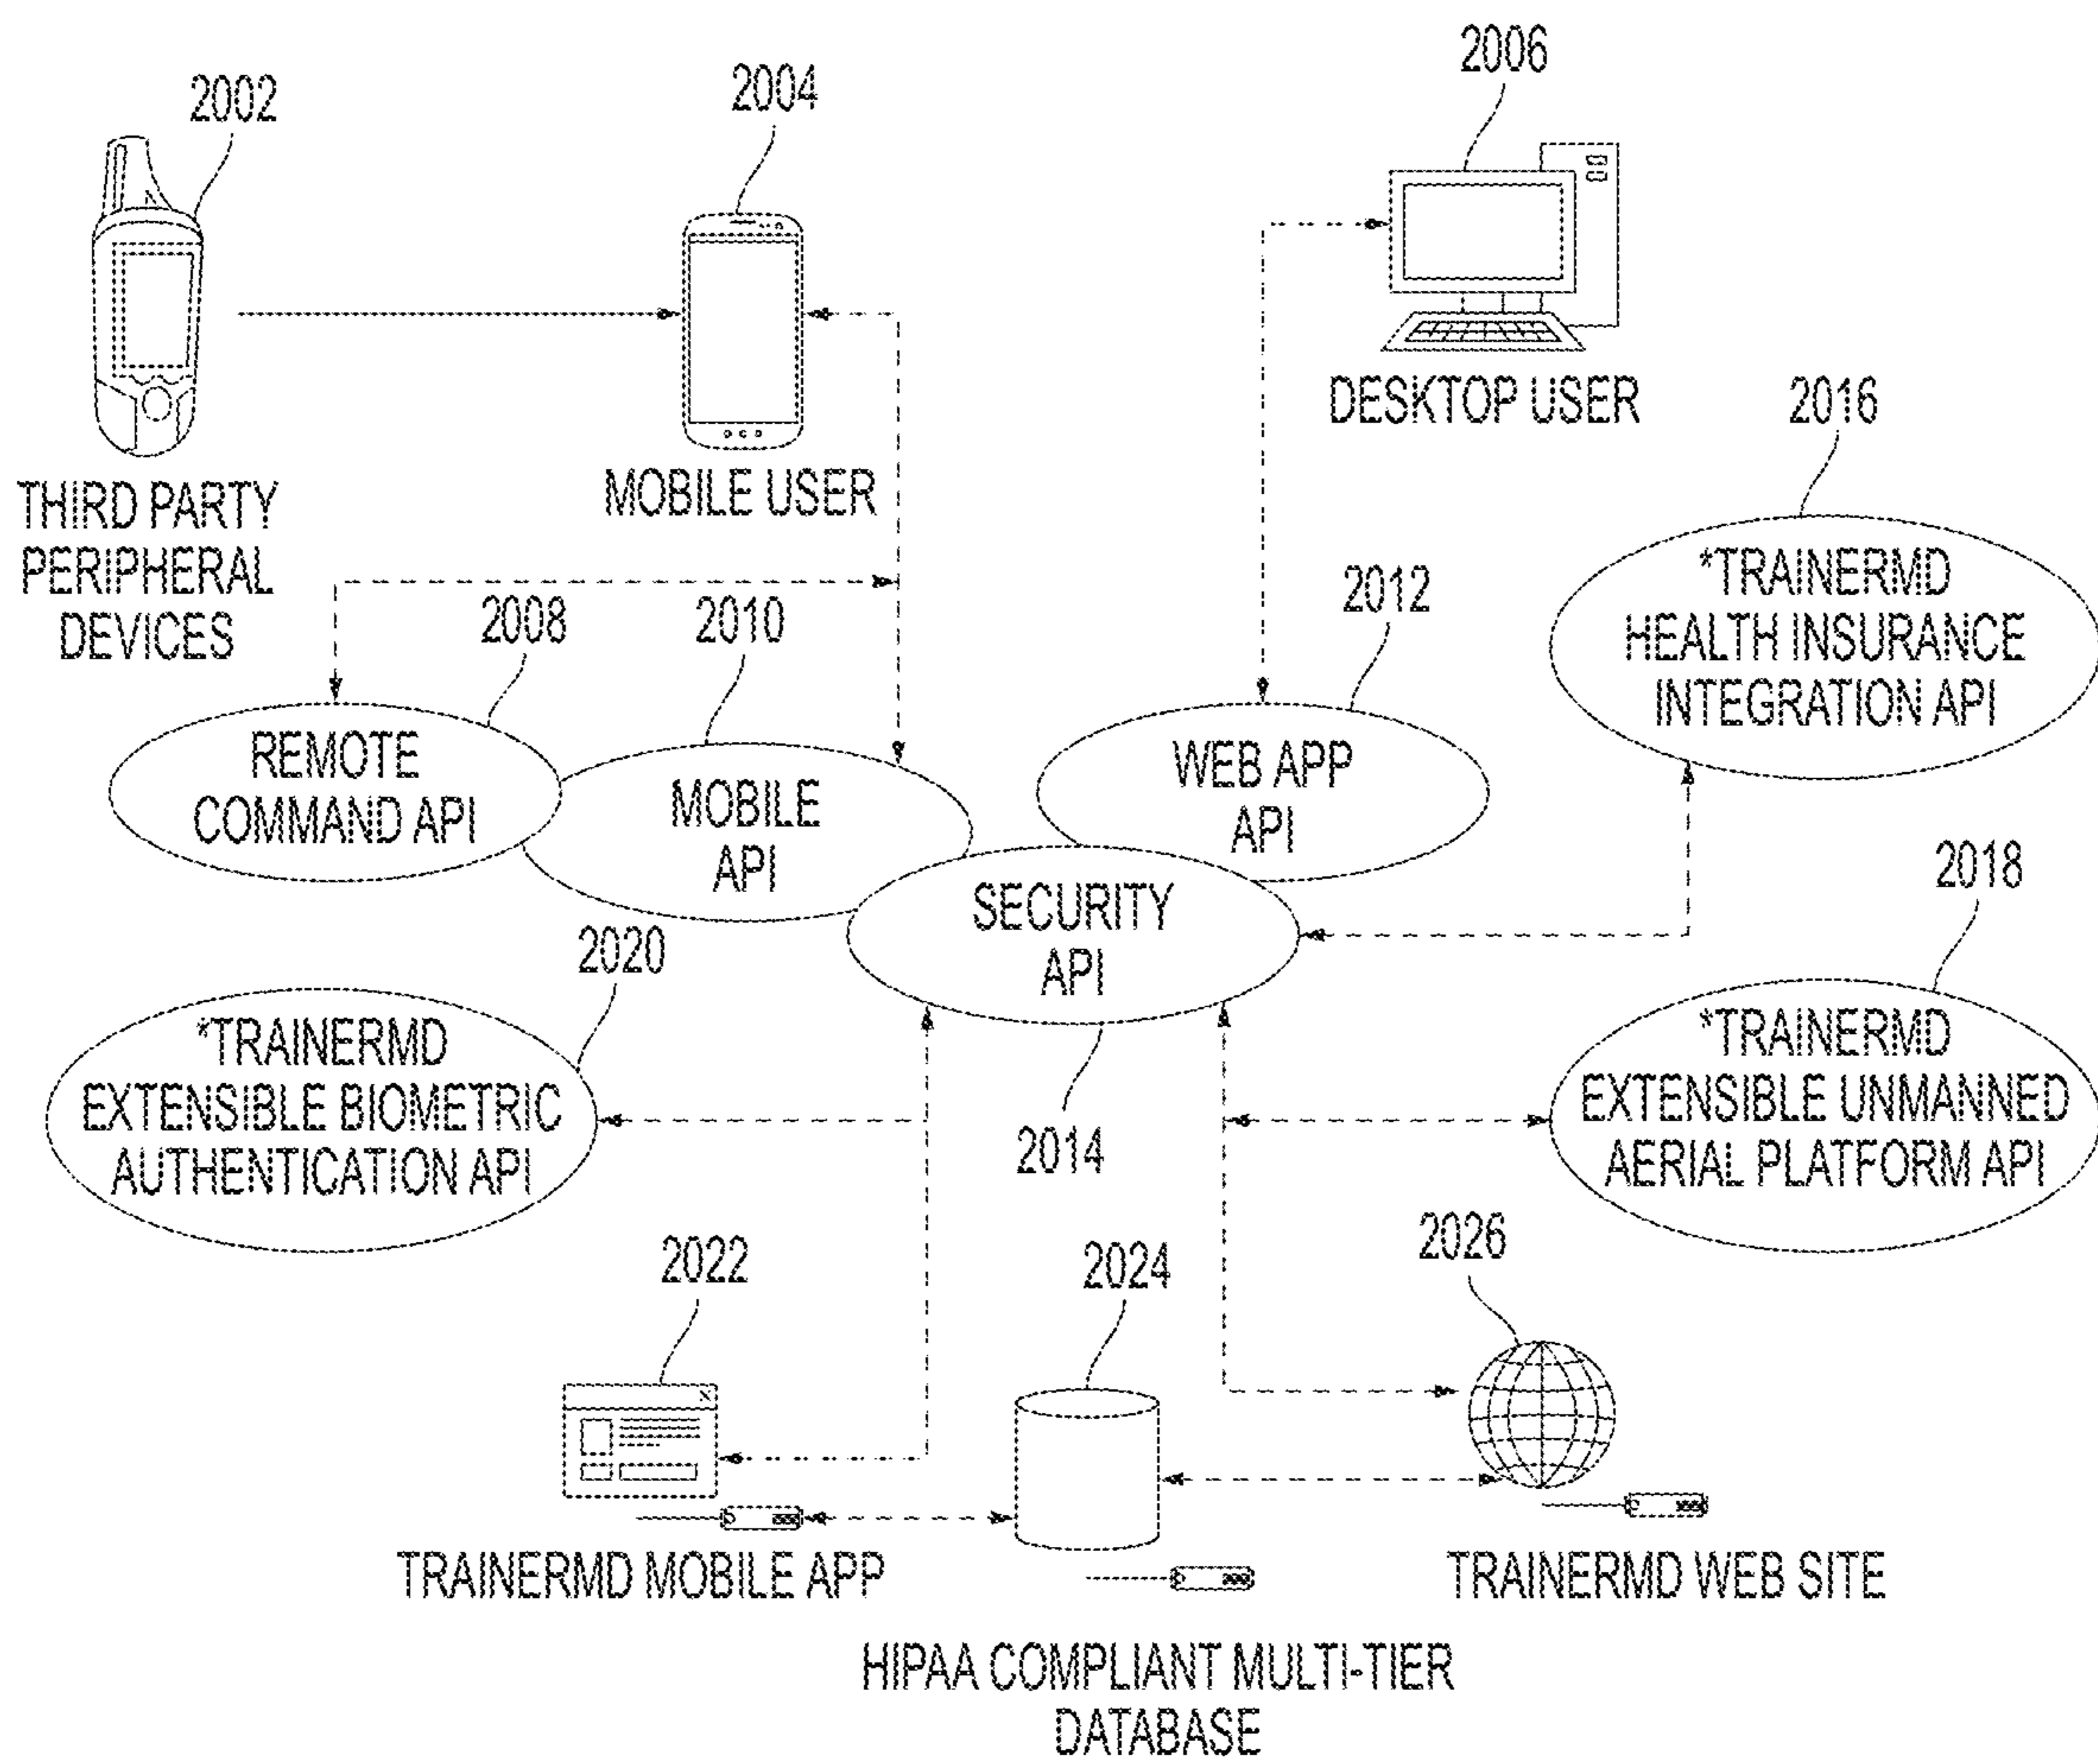 2002
2004
2006
THIRD PARTY
PERIPHERAL
DEVICES
MOBILE USER
DESKTOP USER
2008
2010
2012
2016
REMOTE
COMMAND API
MOBILE
API
WEB APP
API
*TRAINERMD
HEALTH INSURANCE
INTEGRATION API
SECURITY
API
2014
2018
*TRAINERMD
EXTENSIBLE UNMANNED
AERIAL PLATFORM API
2020
*TRAINERMD
EXTENSIBLE BIOMETRIC
AUTHENTICATION API
2022
2024
2026
TRAINERMD MOBILE APP
HIPAA COMPLIANT MULTI-TIER
DATABASE
TRAINERMD WEB SITE